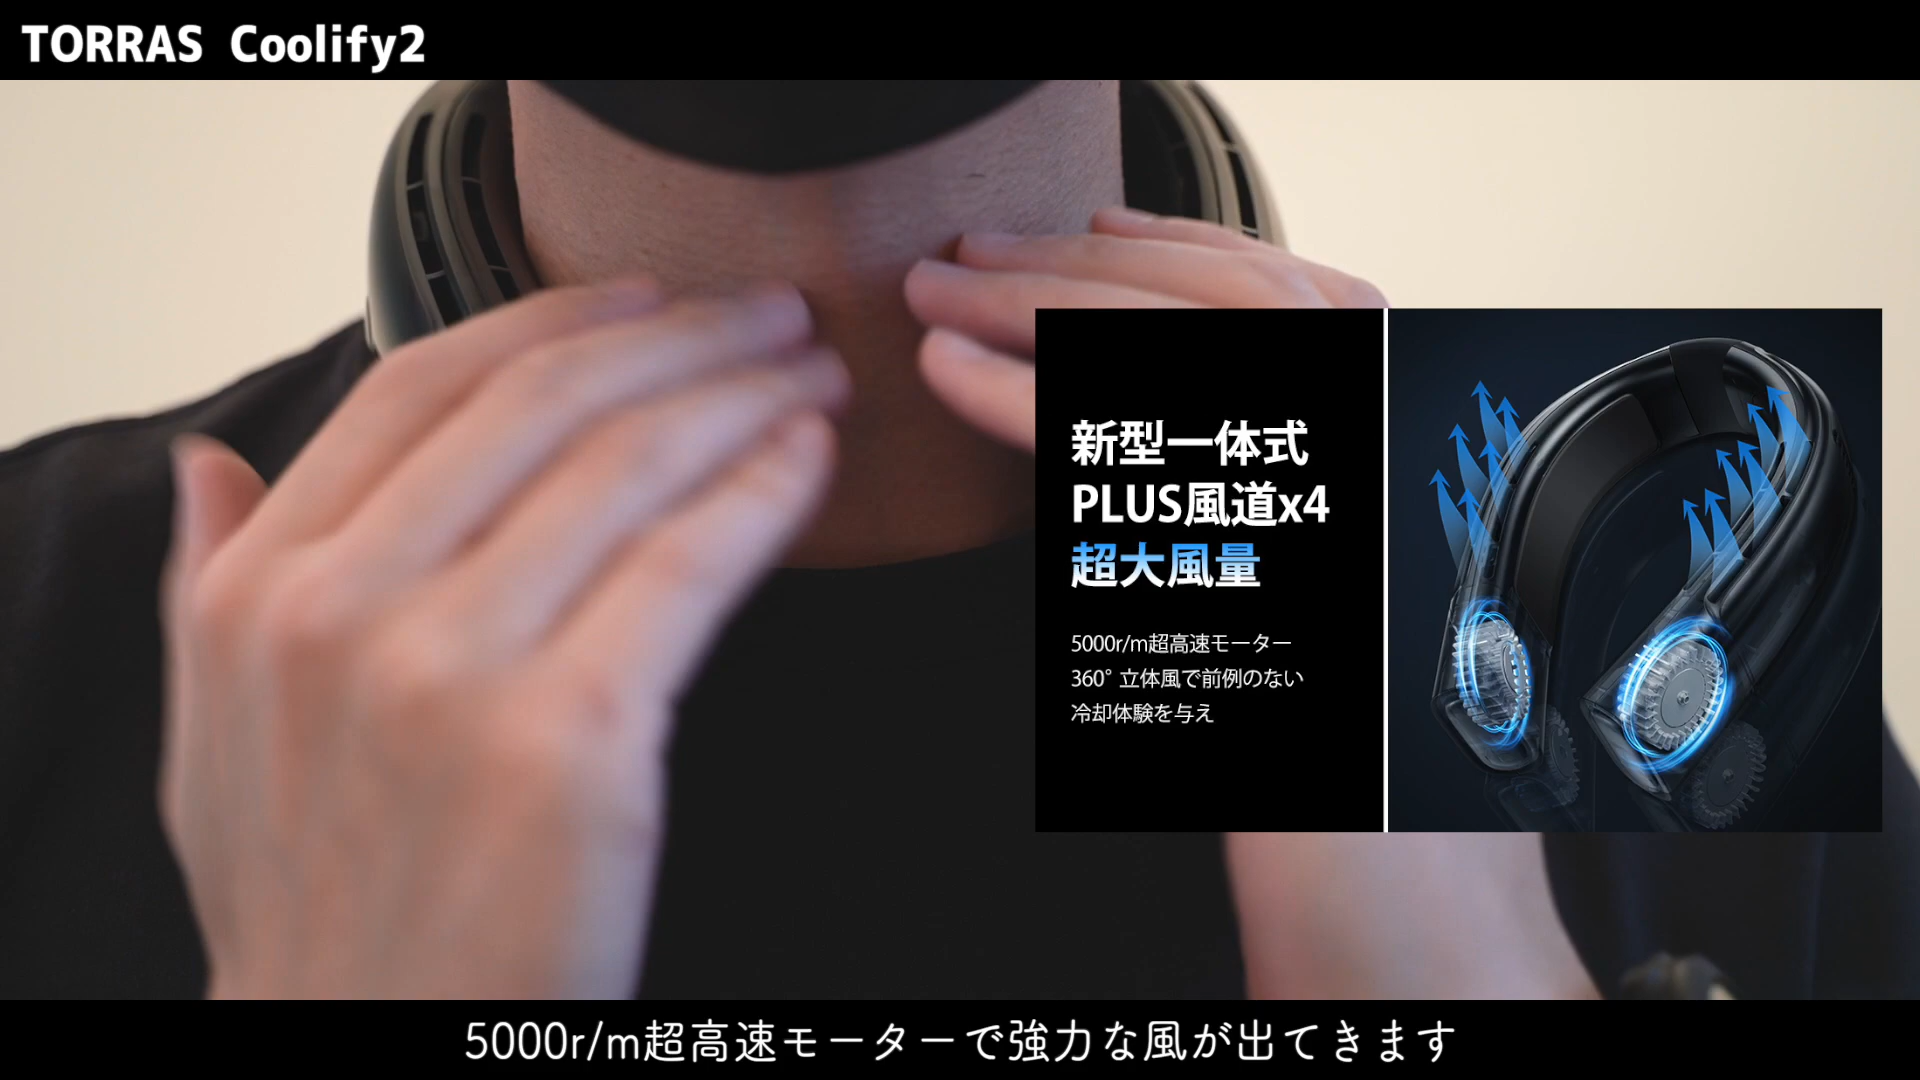 TORRAS Coolify2
新型一体式
PLUS風道x4
超大風量
5000r/m超高速モーター
360° 立体風で前例のない
冷却体験を与え
5000r/m超高速モーターで強力な風が出てきます